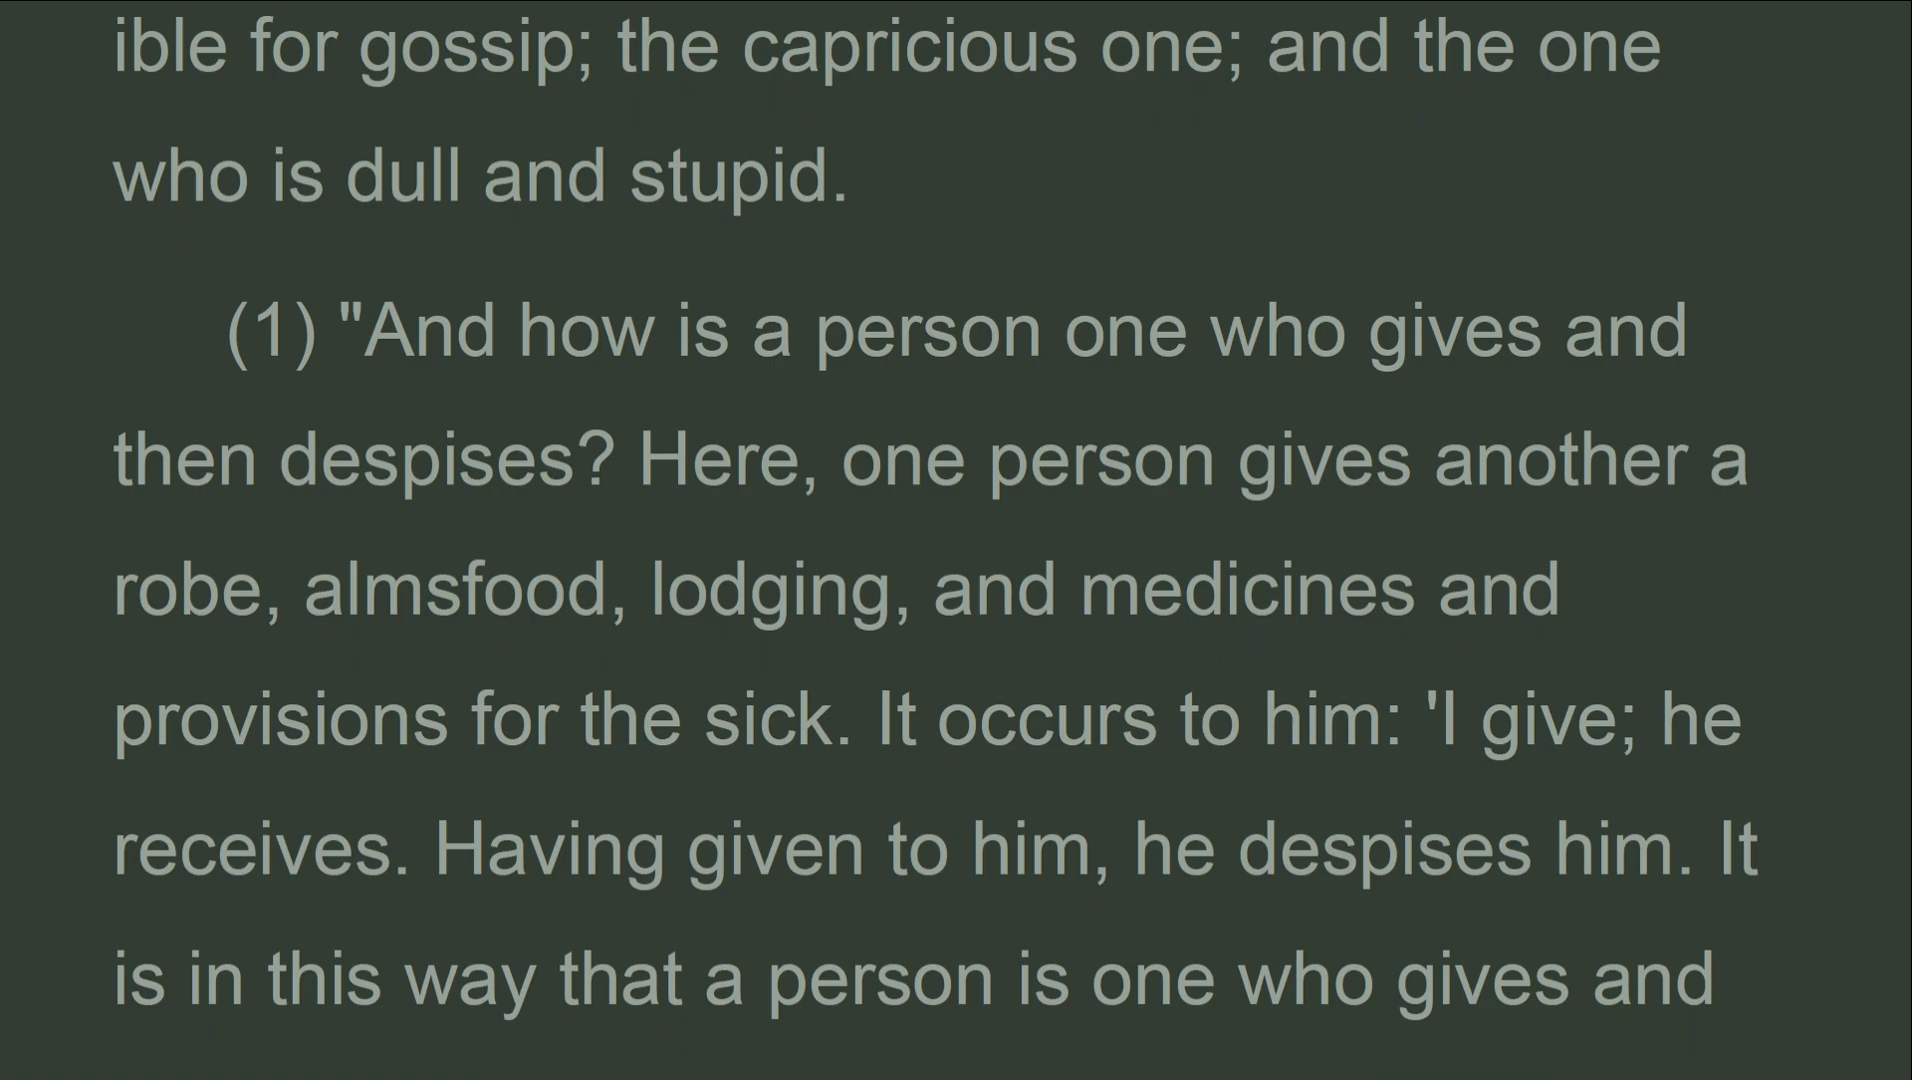 ible for gossip; the capricious one; and the one
who is dull and stupid.
(1) "And how is a person one who gives and
then despises? Here, one person gives another a
robe, almsfood, lodging, and medicines and
provisions for the sick. It occurs to him: 'I give; he
receives. Having given to him, he despises him. It
is in this way that a person is one who gives and